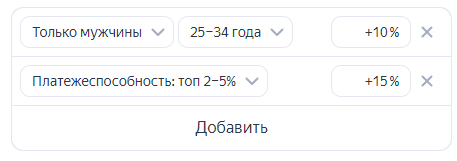 Только мужчины 25–34 года +10%
Платежеспособность: топ 2–5% +15%
Добавить